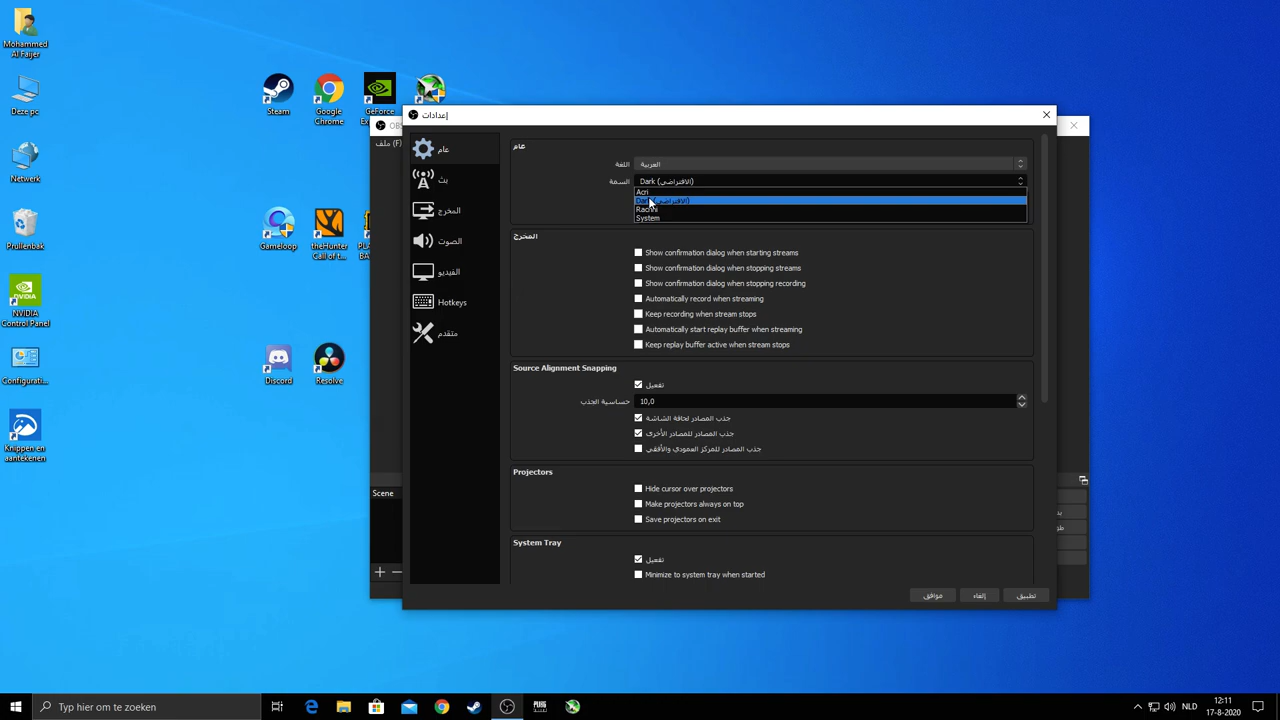 Mohammed
Al Faijer
Deze pc
Netwerk
Prullenbak
NVIDIA
Control Panel
Configurati...
Knippen en
aantekenen
Steam
Google
Chrome
GeForce
Gameloop
theHunter
Call of t...
Discord
Resolve
(F) ملف
Scene
إعدادات
عام
بث
المخرج
الصوت
الفيديو
Hotkeys
متقدم
عام
اللغة
العربية
السمة
Dark (الافتراضي)
Acri
Dark (الافتراضي)
Rachni
System
المخرج
Show confirmation dialog when starting streams
Show confirmation dialog when stopping streams
Show confirmation dialog when stopping recording
Automatically record when streaming
Keep recording when stream stops
Automatically start replay buffer when streaming
Keep replay buffer active when stream stops
Source Alignment Snapping
تفعيل
حساسية الجذب
10,0
جذب المصادر لحافة الشاشة
جذب المصادر للمصادر الأخرى
جذب المصادر للمركز العمودي والأفقي
Projectors
Hide cursor over projectors
Make projectors always on top
Save projectors on exit
System Tray
تفعيل
Minimize to system tray when started
موافق
إلغاء
تطبيق
Typ hier om te zoeken
NLD
12:11
17-8-2020